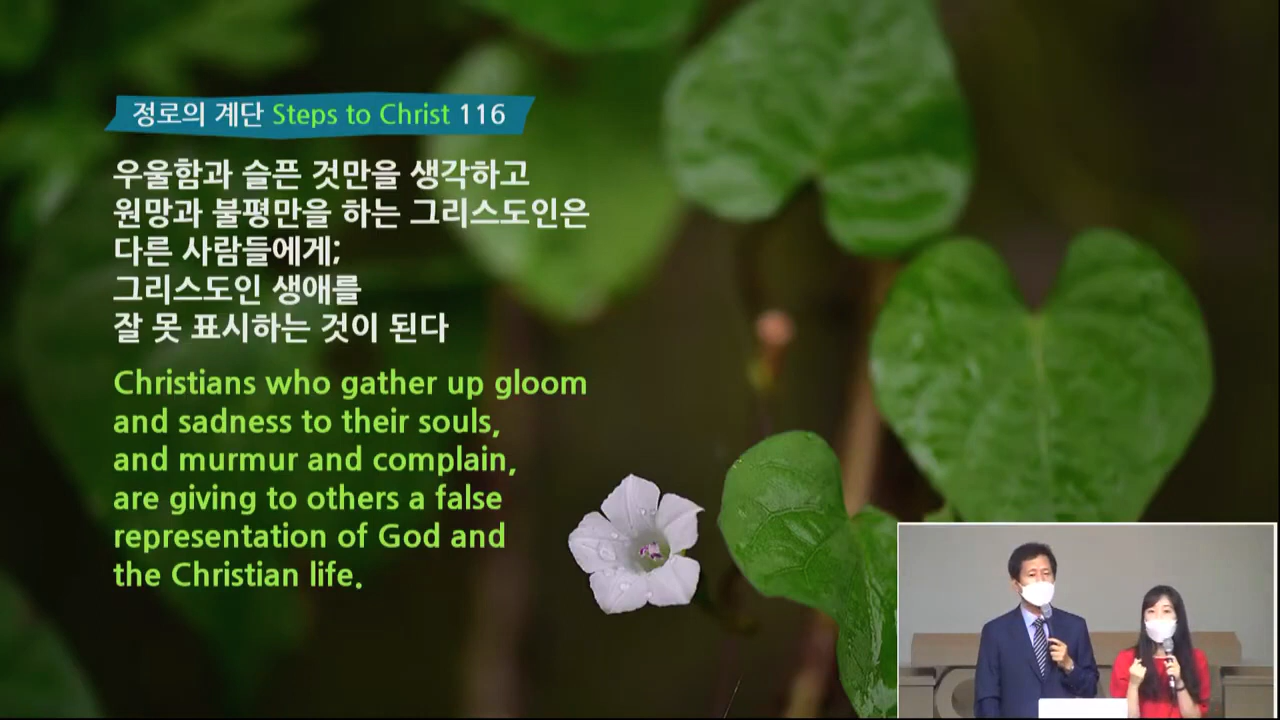 정로의 계단 Steps to Christ 116
우울함과 슬픈 것만을 생각하고
원망과 불평만을 하는 그리스도인은
다른 사람들에게;
그리스도인 생애를
잘 못 표시하는 것이 된다
Christians who gather up gloom
and sadness to their souls,
and murmur and complain,
are giving to others a false
representation of God and
the Christian life.